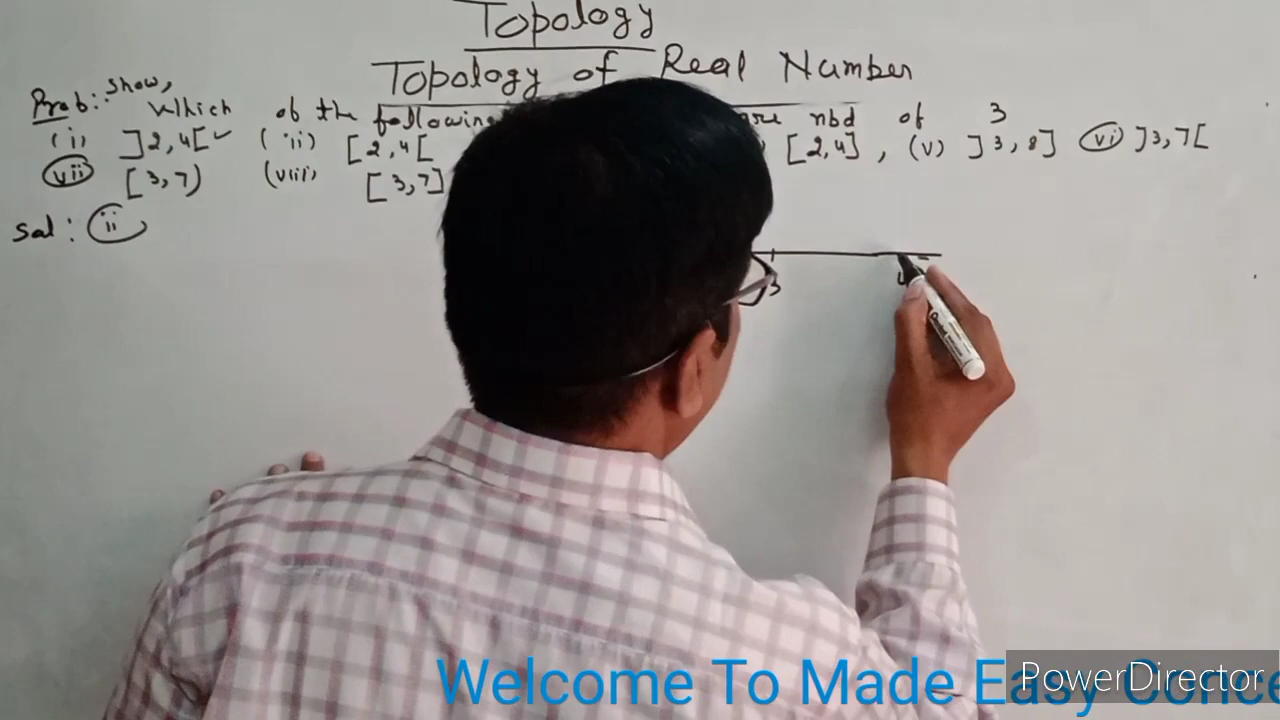 Topology
Topology of Real Number
Prob: Show, Which of the following are nbd of 3
(i) ]2,4[ ✓ (ii) [2,4[ [2,4] , (v) ]3,8] (vi) ]3,7[
(vii) [3,7) (viii) [3,7]
Sol: (ii)
3
Welcome To Made Easy Conce
PowerDirector